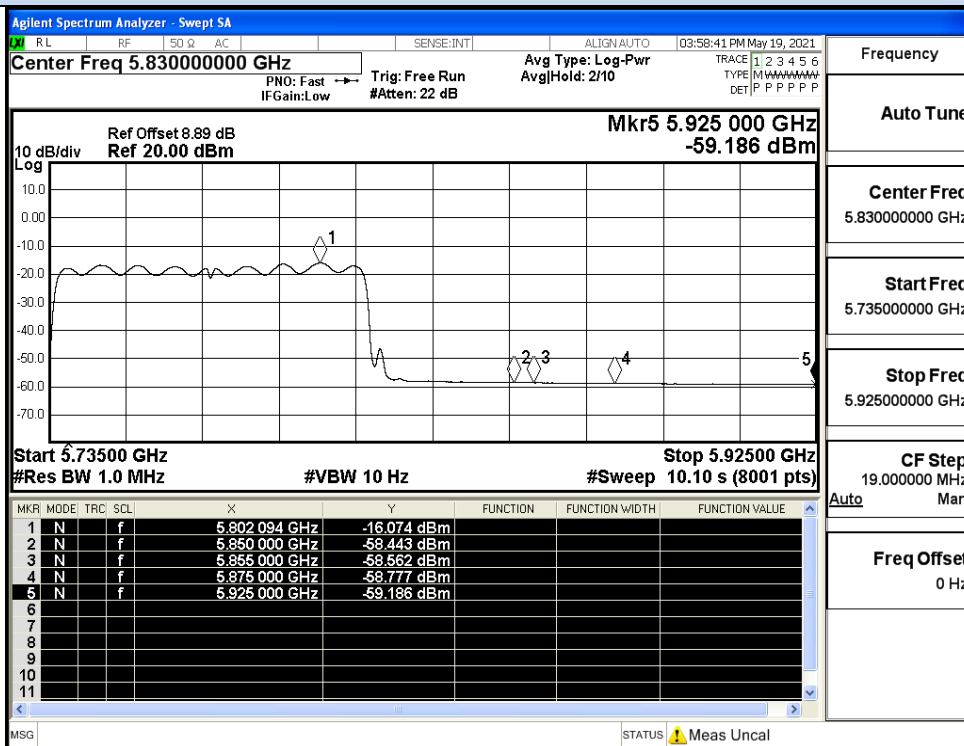 Agilent Spectrum Analyzer - Swept SA
LXI RL RF 50 Ω AC SENSE:INT ALIGN AUTO 03:58:41 PM May 19, 2021
Center Freq 5.830000000 GHz
PNO: Fast
IFGain:Low
Trig: Free Run
#Atten: 22 dB
Avg Type: Log-Pwr
Avg|Hold: 2/10
TRACE 1 2 3 4 5 6
TYPE M WWWWW
DET P P P P P P
Ref Offset 8.89 dB
10 dB/div Ref 20.00 dBm
Log
Mkr5 5.925 000 GHz
-59.186 dBm
10.0
0.00
-10.0
-20.0
-30.0
-40.0
-50.0
-60.0
-70.0
1
2 3 4 5
Start 5.73500 GHz Stop 5.92500 GHz
#Res BW 1.0 MHz #VBW 10 Hz #Sweep 10.10 s (8001 pts)
MKR MODE TRC SCL X Y FUNCTION FUNCTION WIDTH FUNCTION VALUE
1 N f 5.802 094 GHz -16.074 dBm
2 N f 5.850 000 GHz -58.443 dBm
3 N f 5.855 000 GHz -58.562 dBm
4 N f 5.875 000 GHz -58.777 dBm
5 N f 5.925 000 GHz -59.186 dBm
6
7
8
9
10
11
MSG STATUS Meas Uncal
Frequency
Auto Tune
Center Freq
5.830000000 GHz
Start Freq
5.735000000 GHz
Stop Freq
5.925000000 GHz
CF Step
19.000000 MHz
Auto Man
Freq Offset
0 Hz